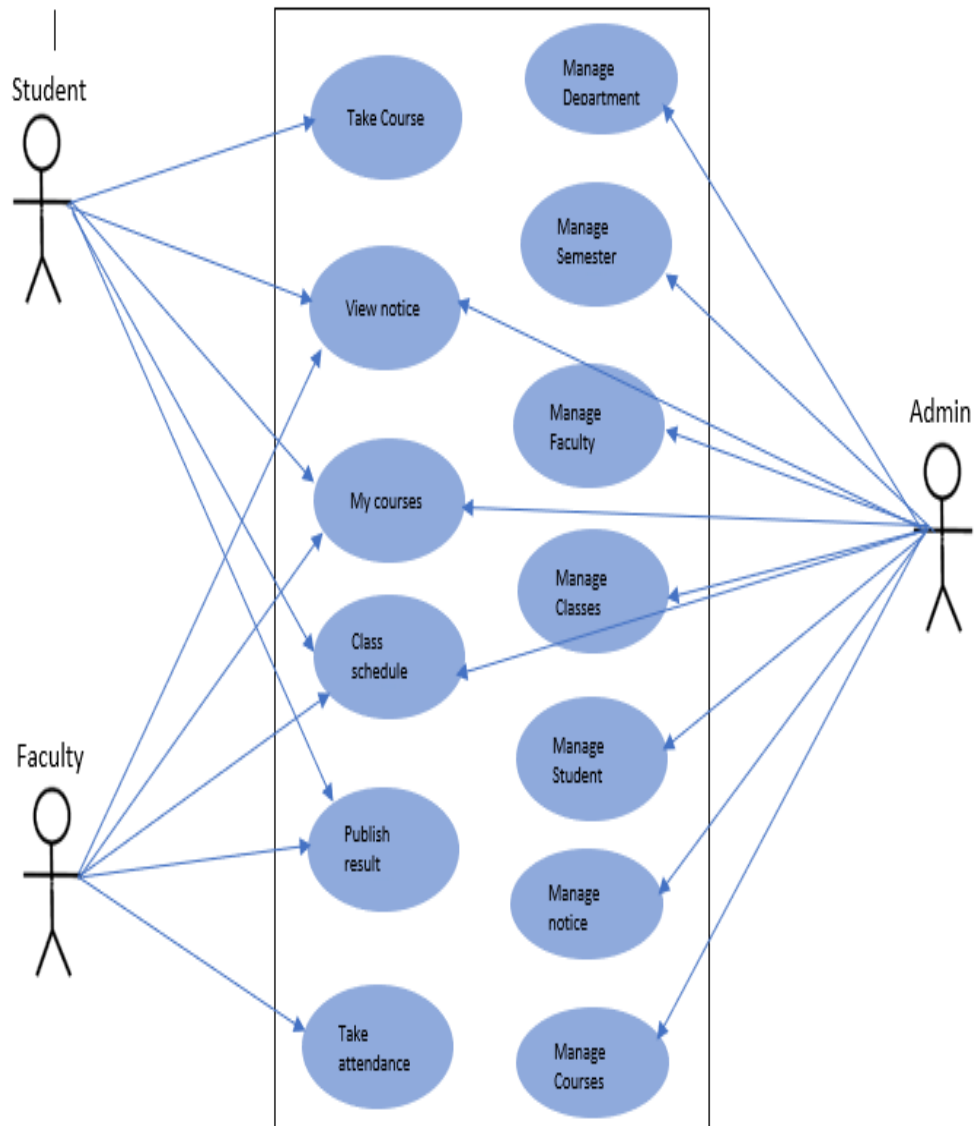 Student
Take Course
View notice
My courses
Class
schedule
Publish
result
Take
attendance
Faculty
Manage
Department
Manage
Semester
Manage
Faculty
Manage
Classes
Manage
Student
Manage
notice
Manage
Courses
Admin